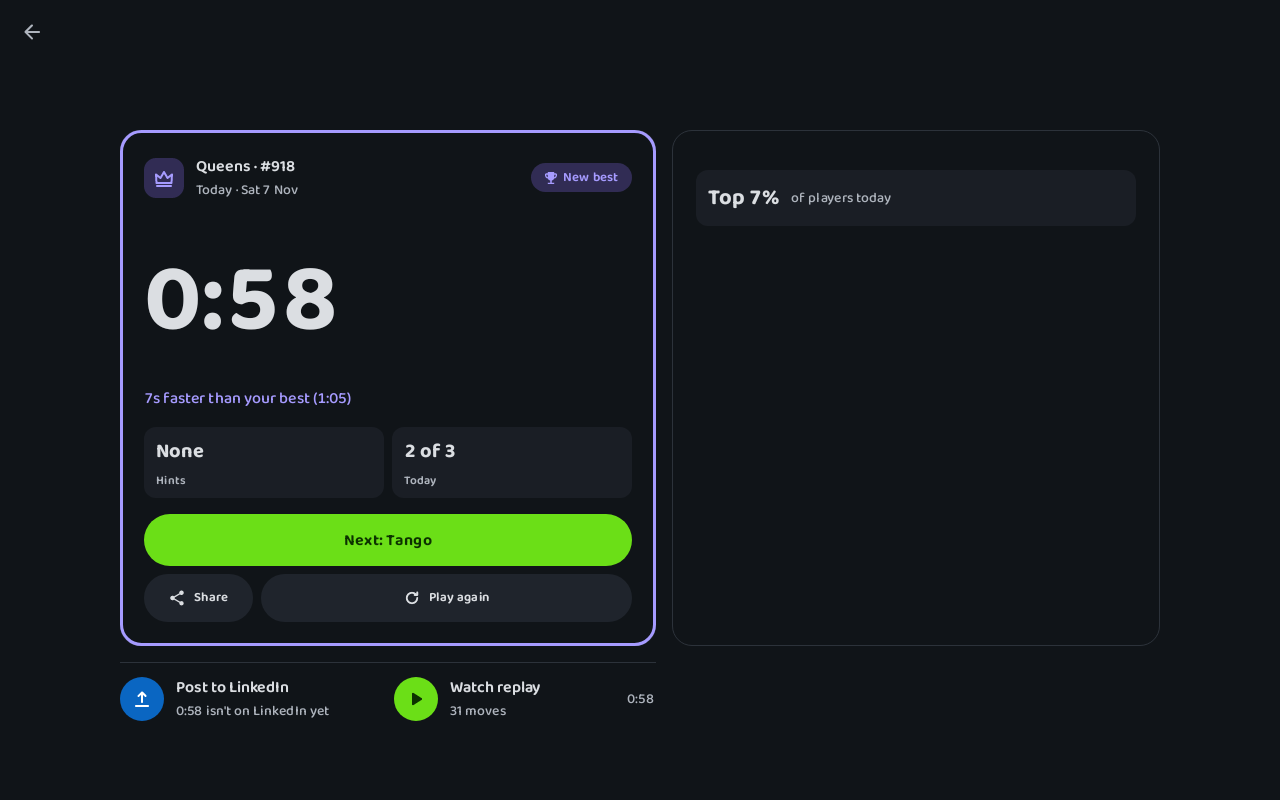 Queens · #918
Today · Sat 7 Nov
New best
0:58
7s faster than your best (1:05)
None
Hints
2 of 3
Today
Next: Tango
Share
Play again
Top 7% of players today
Post to LinkedIn
0:58 isn't on LinkedIn yet
Watch replay
31 moves
0:58